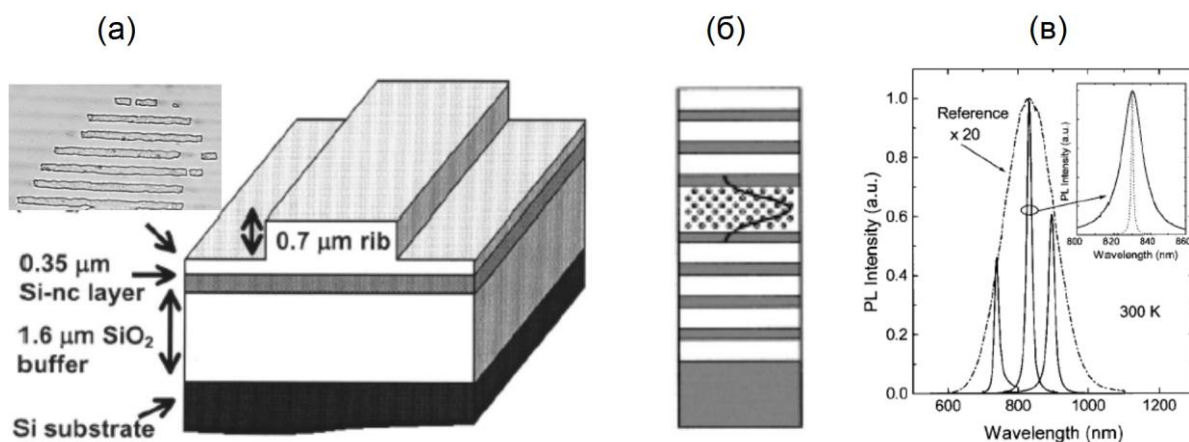 (а)
(б)
(в)
0.7 μm rib
0.35 μm
Si-nc layer
1.6 μm SiO2
buffer
Si substrate
PL Intensity (a.u.)
1.0
0.8
0.6
0.4
0.2
0.0
Reference
x 20
300 K
600
800
1000
1200
Wavelength (nm)
PL Intensity (a.u.)
800
820
840
860
Wavelength (nm)